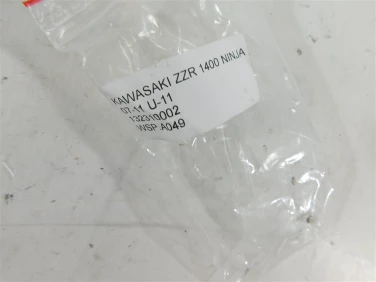 KAWASAKI ZZR 1400 NINJA
07-11 U-11
132310002
WSP-A049